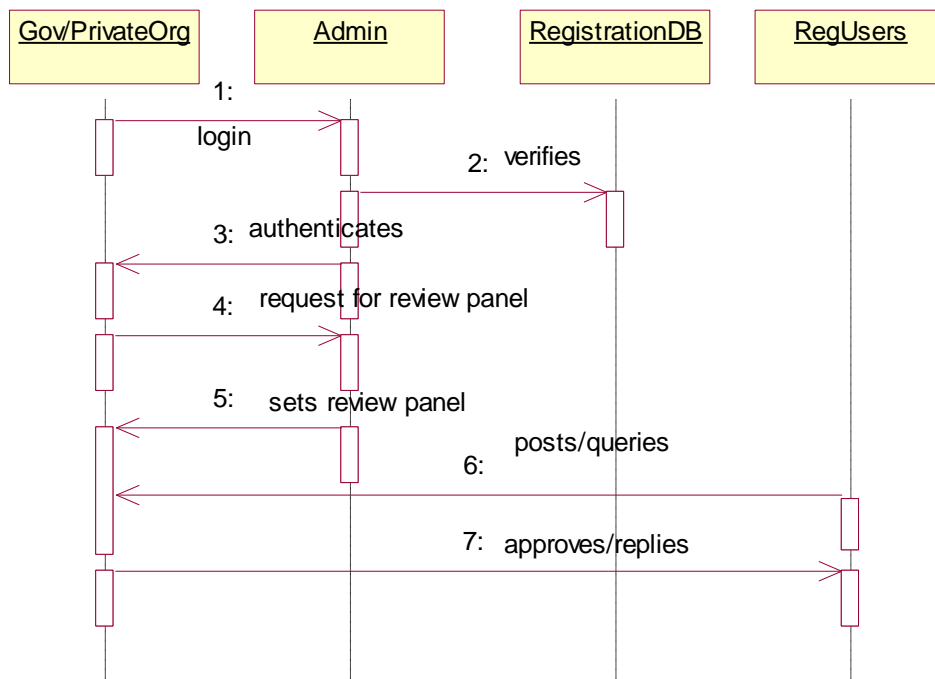 Gov/PrivateOrg
Admin
RegistrationDB
RegUsers
1:
login
2: verifies
3: authenticates
4: request for review panel
5: sets review panel
posts/queries
6:
7: approves/replies